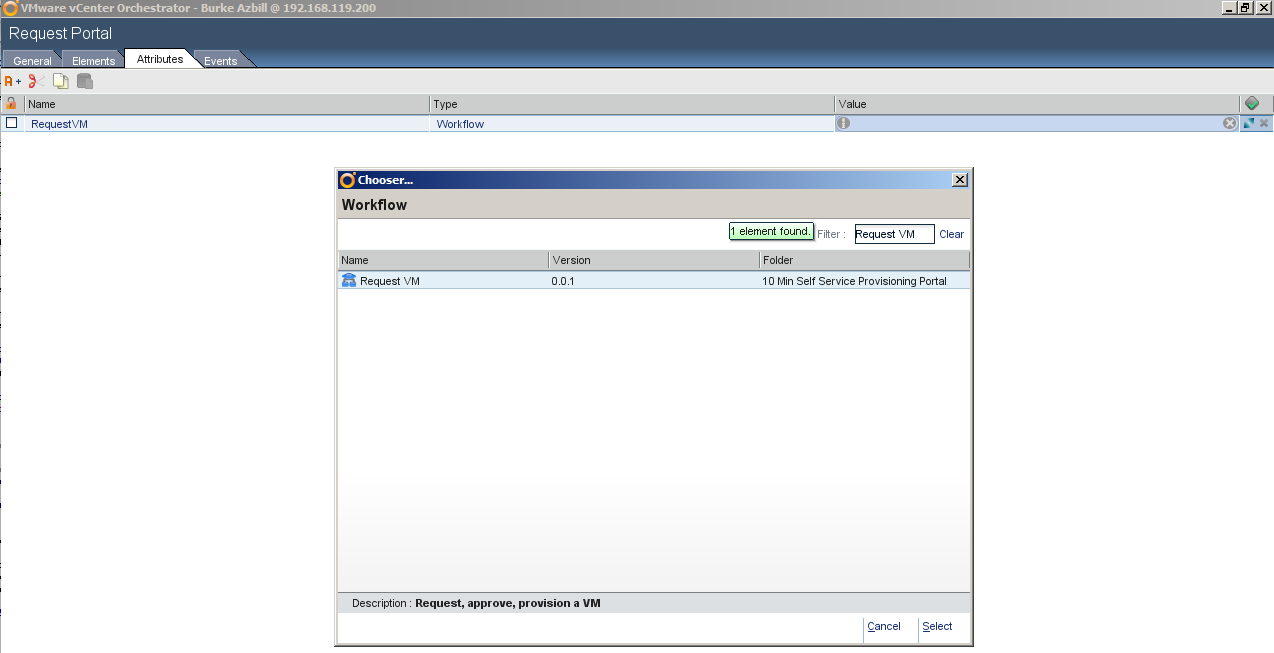 VMware vCenter Orchestrator - Burke Azbill @ 192.168.119.200
Request Portal
General Elements Attributes Events
A+
Name Type Value
RequestVM Workflow
Chooser...
Workflow
1 element found. Filter : Request VM Clear
Name Version Folder
Request VM 0.0.1 10 Min Self Service Provisioning Portal
Description : Request, approve, provision a VM
Cancel Select